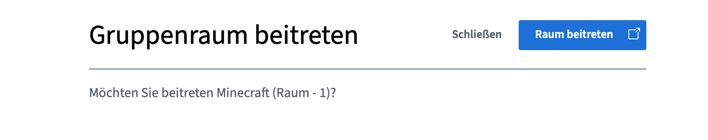 Gruppenraum beitreten
Schließen
Raum beitreten
Möchten Sie beitreten Minecraft (Raum - 1)?